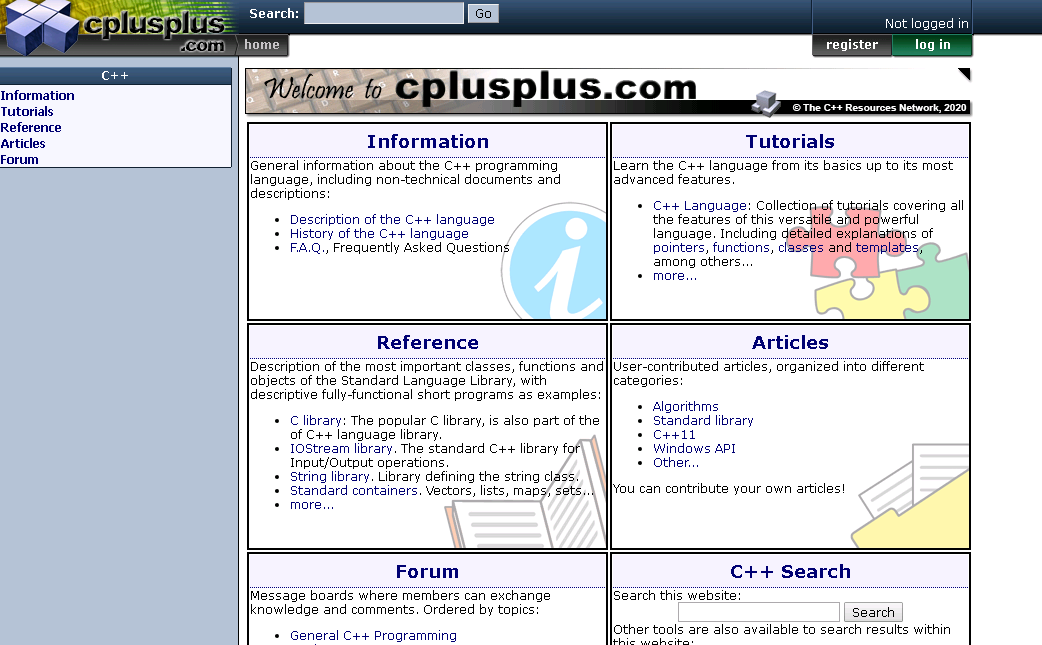 cplusplus
.com
Search:
Go
Not logged in
home
register
log in
C++
Information
Tutorials
Reference
Articles
Forum
Welcome to cplusplus.com
© The C++ Resources Network, 2020
Information
General information about the C++ programming
language, including non-technical documents and
descriptions:
Description of the C++ language
History of the C++ language
F.A.Q., Frequently Asked Questions
Tutorials
Learn the C++ language from its basics up to its most
advanced features.
C++ Language: Collection of tutorials covering all
the features of this versatile and powerful
language. Including detailed explanations of
pointers, functions, classes and templates,
among others...
more...
Reference
Description of the most important classes, functions and
objects of the Standard Language Library, with
descriptive fully-functional short programs as examples:
C library: The popular C library, is also part of the
of C++ language library.
IOStream library. The standard C++ library for
Input/Output operations.
String library. Library defining the string class.
Standard containers. Vectors, lists, maps, sets...
more...
Articles
User-contributed articles, organized into different
categories:
Algorithms
Standard library
C++11
Windows API
Other...
You can contribute your own articles!
Forum
Message boards where members can exchange
knowledge and comments. Ordered by topics:
General C++ Programming
C++ Search
Search this website:
Search
Other tools are also available to search results within
this website: